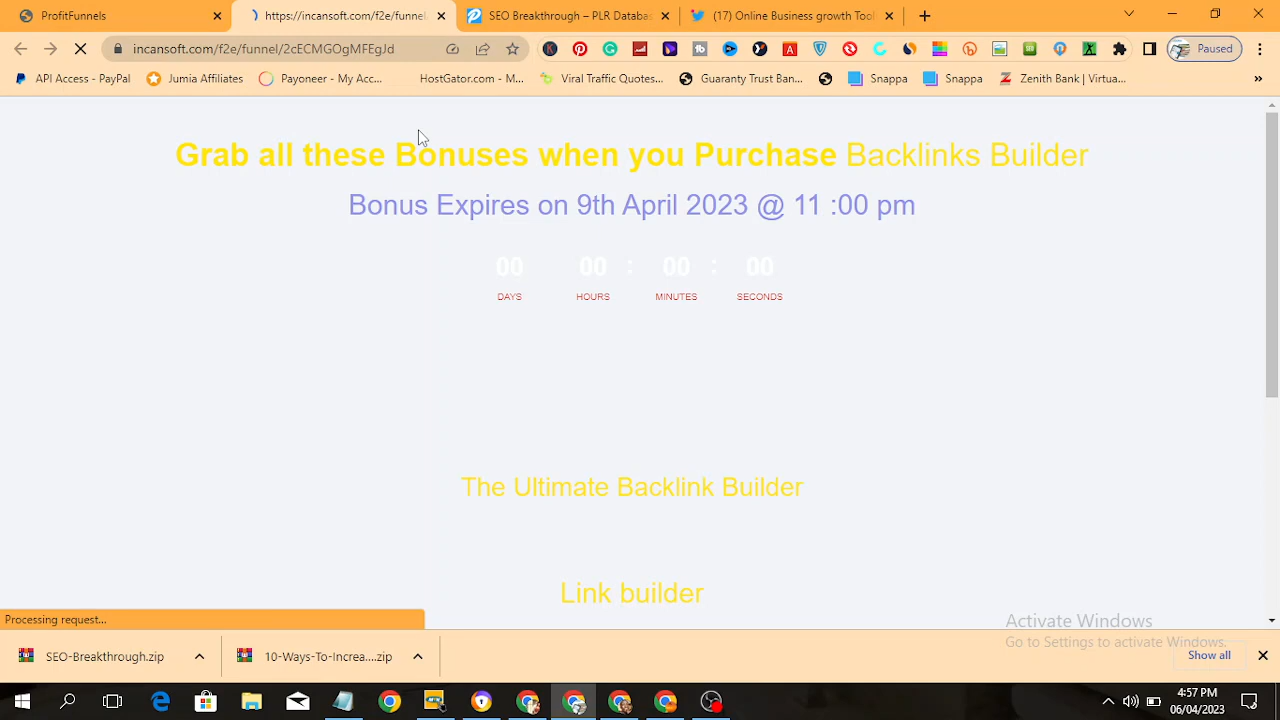 ProfitFunnels
https://incansoft.com/f2e/funnel
SEO Breakthrough – PLR Databas
(17) Online Business growth Tool
incansoft.com/f2e/funnel/2cECMGOgMFEgJd
Paused
API Access - PayPal
Jumia Affiliates
Payoneer - My Acc...
HostGator.com - M...
Viral Traffic Quotes...
Guaranty Trust Ban...
Snappa
Snappa
Zenith Bank | Virtua...
Grab all these Bonuses when you Purchase Backlinks Builder
Bonus Expires on 9th April 2023 @ 11 :00 pm
00 00 : 00 : 00
DAYS HOURS MINUTES SECONDS
The Ultimate Backlink Builder
Link builder
Processing request...
Activate Windows
Go to Settings to activate Windows.
SEO-Breakthrough.zip
10-Ways-To-Increa....zip
Show all
4:57 PM
06/04/2023